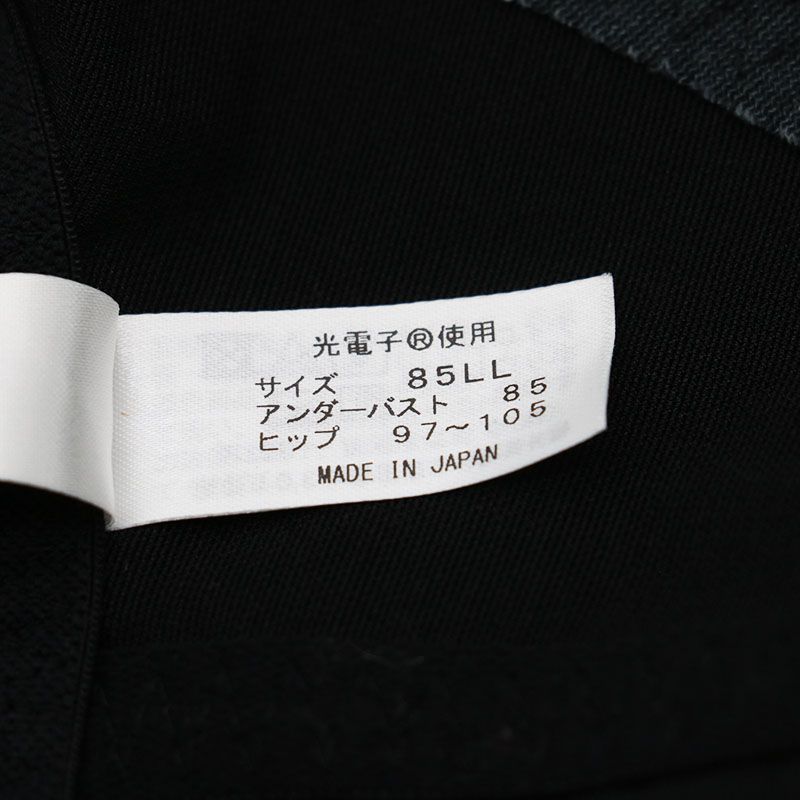 光電子®使用
サイズ 85LL
アンダーバスト 85
ヒップ 97～105
MADE IN JAPAN